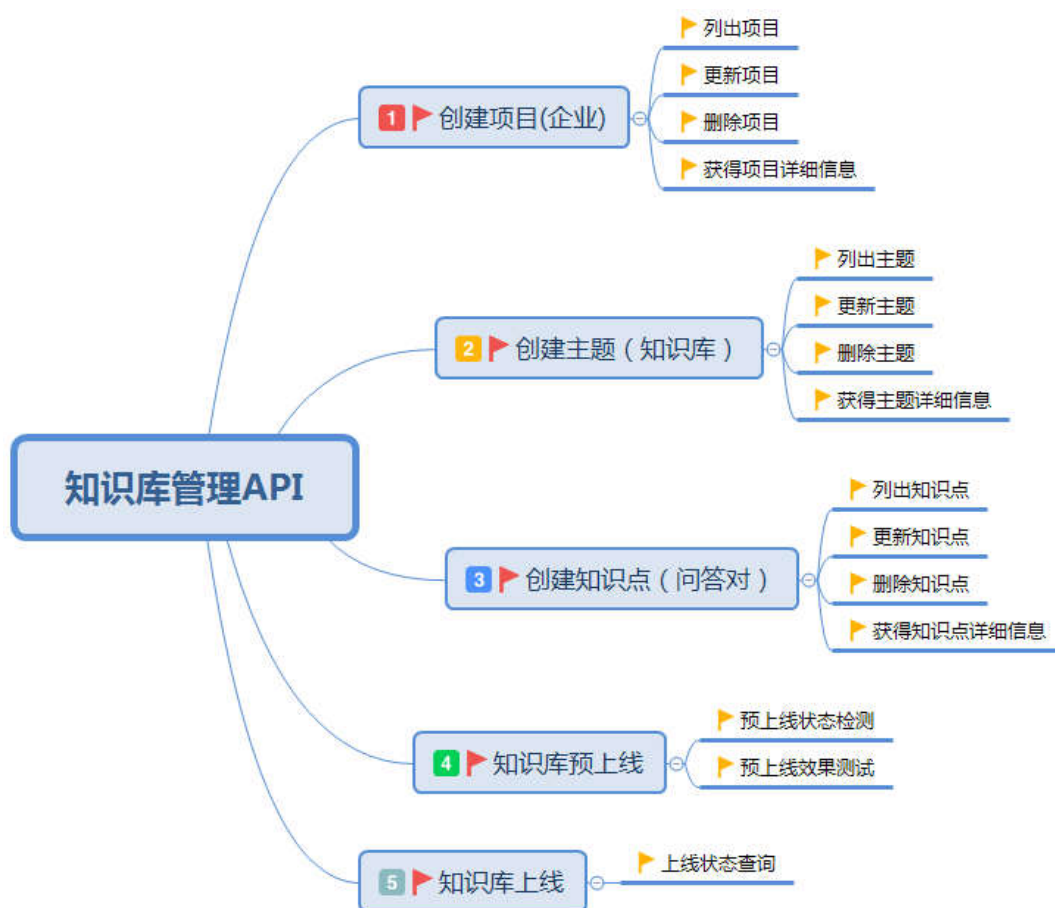 知识库管理API
1 创建项目(企业)
列出项目
更新项目
删除项目
获得项目详细信息
2 创建主题（知识库）
列出主题
更新主题
删除主题
获得主题详细信息
3 创建知识点（问答对）
列出知识点
更新知识点
删除知识点
获得知识点详细信息
4 知识库预上线
预上线状态检测
预上线效果测试
5 知识库上线
上线状态查询